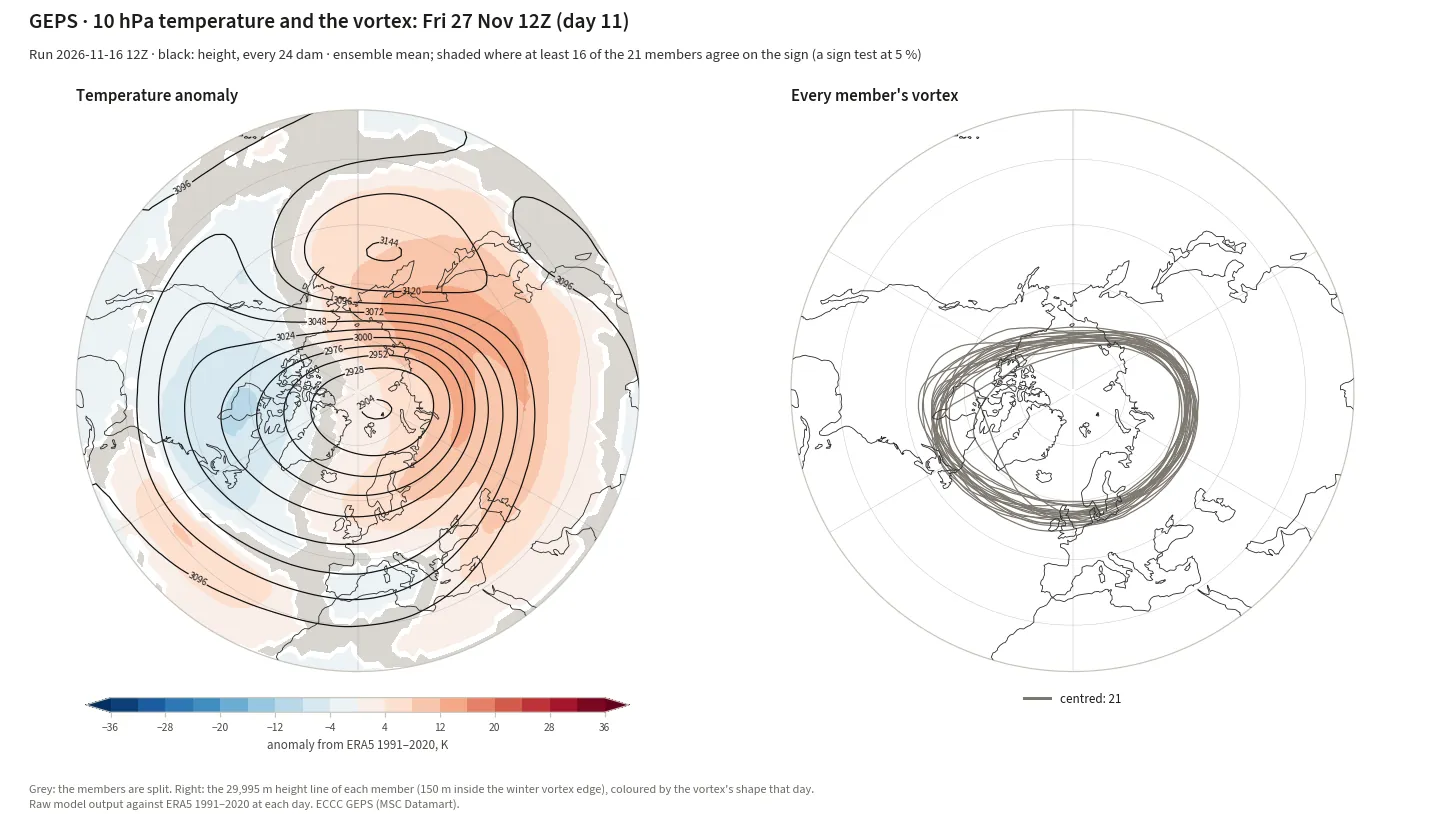 GEPS · 10 hPa temperature and the vortex: Fri 27 Nov 12Z (day 11)
Run 2026-11-16 12Z · black: height, every 24 dam · ensemble mean; shaded where at least 16 of the 21 members agree on the sign (a sign test at 5 %)
Temperature anomaly
Every member's vortex
3096
3144
3096
3120
3096
3072
3048
3024
3000
2976
2952
2928
2904
3096
centred: 21
−36 −28 −20 −12 −4 4 12 20 28 36
anomaly from ERA5 1991–2020, K
Grey: the members are split. Right: the 29,995 m height line of each member (150 m inside the winter vortex edge), coloured by the vortex's shape that day.
Raw model output against ERA5 1991–2020 at each day. ECCC GEPS (MSC Datamart).